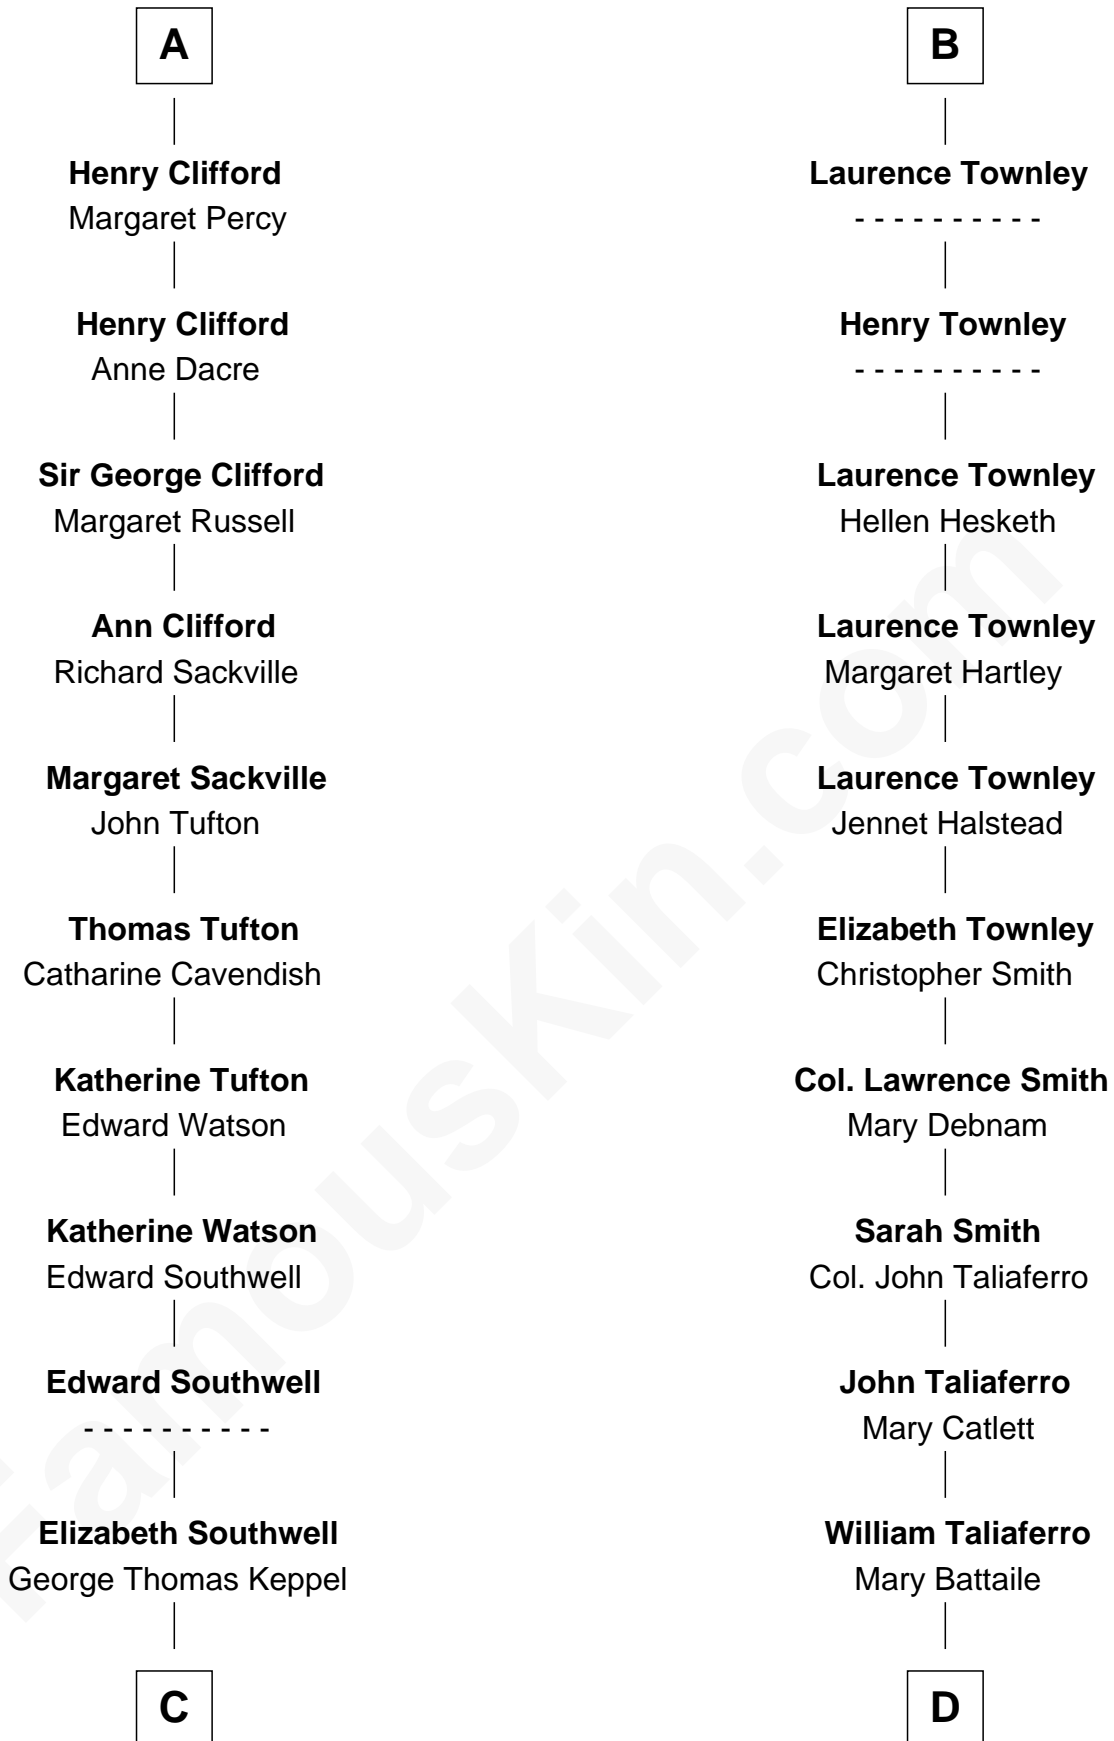 A
Henry Clifford
Margaret Percy
Henry Clifford
Anne Dacre
Sir George Clifford
Margaret Russell
Ann Clifford
Richard Sackville
Margaret Sackville
John Tufton
Thomas Tufton
Catharine Cavendish
Katherine Tufton
Edward Watson
Katherine Watson
Edward Southwell
Edward Southwell
- - - - - - - - - -
Elizabeth Southwell
George Thomas Keppel
C
B
Laurence Townley
- - - - - - - - - -
Henry Townley
- - - - - - - - - -
Laurence Townley
Hellen Hesketh
Laurence Townley
Margaret Hartley
Laurence Townley
Jennet Halstead
Elizabeth Townley
Christopher Smith
Col. Lawrence Smith
Mary Debnam
Sarah Smith
Col. John Taliaferro
John Taliaferro
Mary Catlett
William Taliaferro
Mary Battaile
D
FamousKin.com